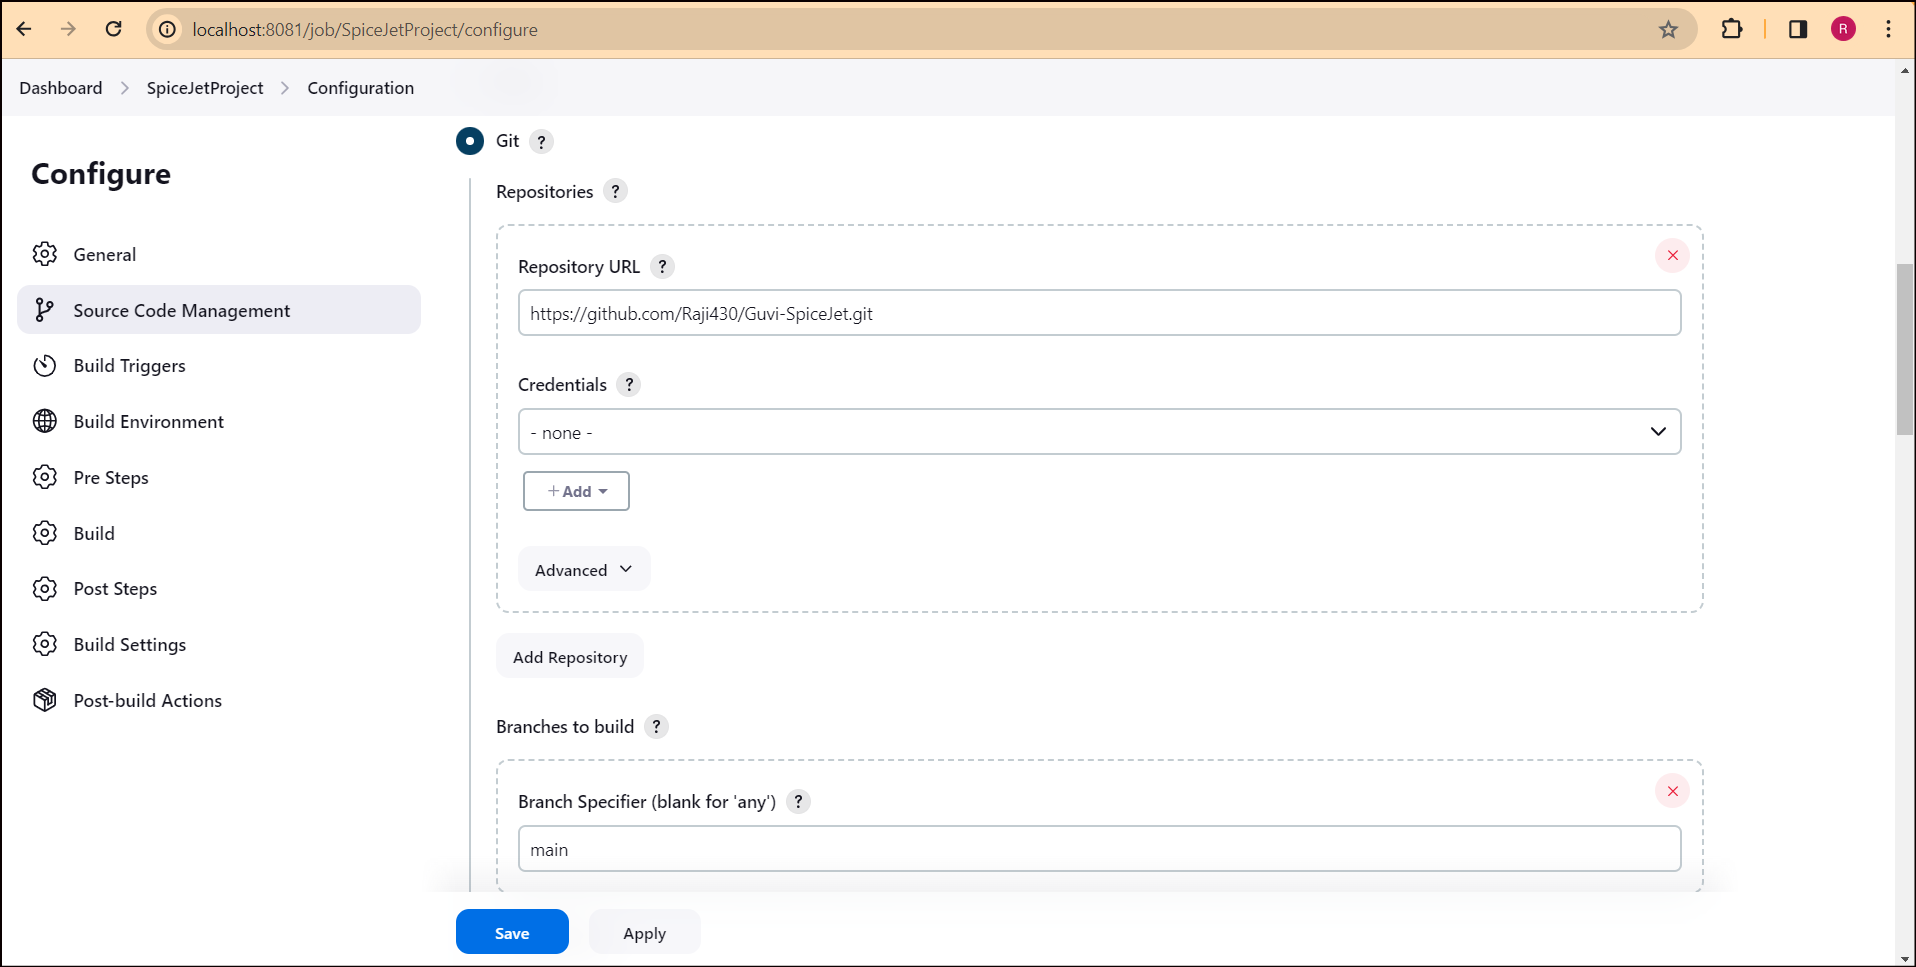 localhost:8081/job/SpiceJetProject/configure
R
Dashboard > SpiceJetProject > Configuration
Configure
General
Source Code Management
Build Triggers
Build Environment
Pre Steps
Build
Post Steps
Build Settings
Post-build Actions
Git ?
Repositories ?
Repository URL ?
https://github.com/Raji430/Guvi-SpiceJet.git
Credentials ?
- none -
+ Add
Advanced
Add Repository
Branches to build ?
Branch Specifier (blank for 'any') ?
main
Save Apply